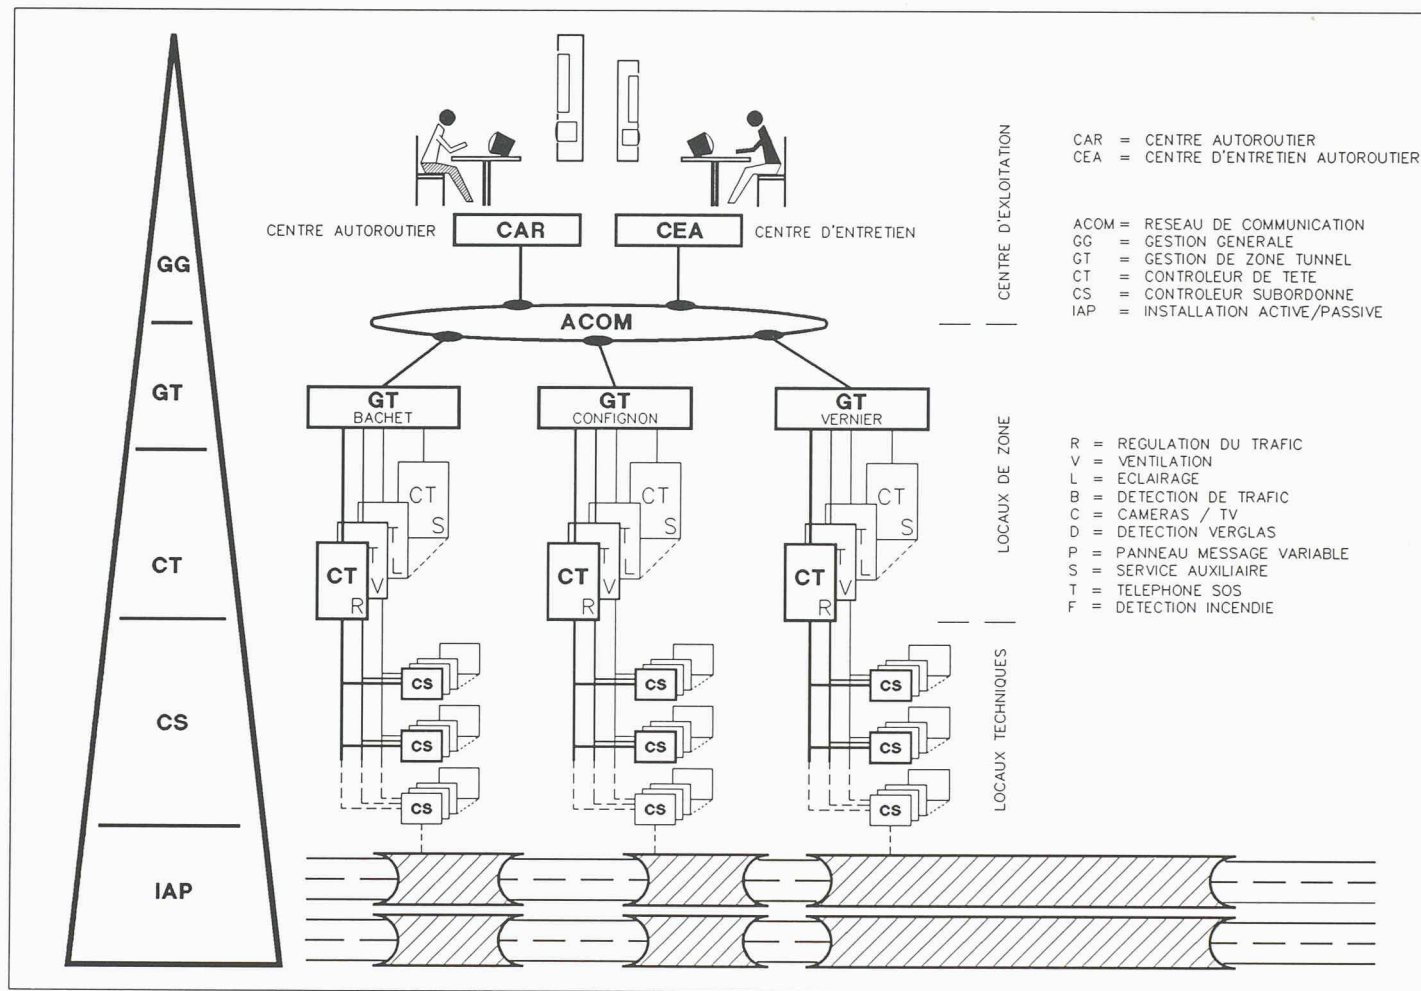 GG
GT
CT
CS
IAP
CENTRE AUTOROUTIER
CAR
CEA
CENTRE D'ENTRETIEN
ACOM
GT
BACHET
GT
CONFIGNON
GT
VERNIER
CT
S
T
L
T
V
CT
R
CT
S
T
L
T
V
CT
R
CT
S
T
L
T
V
CT
R
CS
CS
CS
CS
CS
CS
CS
CS
CS
CENTRE D'EXLOITATION
LOCAUX DE ZONE
LOCAUX TECHNIQUES
CAR = CENTRE AUTOROUTIER
CEA = CENTRE D'ENTRETIEN AUTOROUTIER
ACOM = RESEAU DE COMMUNICATION
GG = GESTION GENERALE
GT = GESTION DE ZONE TUNNEL
CT = CONTROLEUR DE TETE
CS = CONTROLEUR SUBORDONNE
IAP = INSTALLATION ACTIVE/PASSIVE
R = REGULATION DU TRAFIC
V = VENTILATION
L = ECLAIRAGE
B = DETECTION DE TRAFIC
C = CAMERAS / TV
D = DETECTION VERGLAS
P = PANNEAU MESSAGE VARIABLE
S = SERVICE AUXILIAIRE
T = TELEPHONE SOS
F = DETECTION INCENDIE